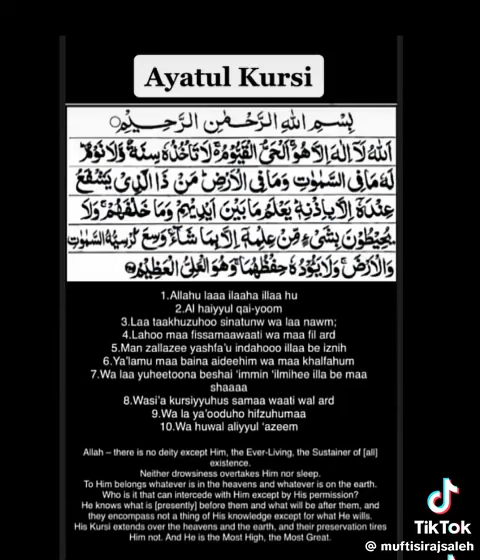 Ayatul Kursi
بِسْمِ اللهِ الرَّحْمٰنِ الرَّحِيْمِ
اَللهُ لَآ اِلٰهَ اِلَّا هُوَ اَلْحَيُّ الْقَيُّوْمُ ۚ لَا تَاْخُذُهٗ سِنَةٌ وَّلَا نَوْمٌ ؕ
لَهٗ مَا فِي السَّمٰوٰتِ وَمَا فِي الْاَرْضِ ؕ مَنْ ذَا الَّذِيْ يَشْفَعُ
عِنْدَهٗٓ اِلَّا بِاِذْنِهٖ ؕ يَعْلَمُ مَا بَيْنَ اَيْدِيْهِمْ وَمَا خَلْفَهُمْ ۚ وَلَا
يُحِيْطُوْنَ بِشَيْءٍ مِّنْ عِلْمِهٖٓ اِلَّا بِمَا شَآءَ ۚ وَسِعَ كُرْسِيُّهُ السَّمٰوٰتِ
وَالْاَرْضَ ۚ وَلَا يَـُٔوْدُهٗ حِفْظُهُمَا ۚ وَهُوَ الْعَلِيُّ الْعَظِيْمُ
1.Allahu laaa ilaaha illaa hu
2.Al haiyyul qai-yoom
3.Laa taakhuzuhoo sinatunw wa laa nawm;
4.Lahoo maa fissamaawaati wa maa fil ard
5.Man zallazee yashfa'u indahooo illaa be iznih
6.Ya'lamu maa baina aideehim wa maa khalfahum
7.Wa laa yuheetoona beshai 'immin 'ilmihee illa be maa
shaaaa
8.Wasi'a kursiyyuhus samaa waati wal ard
9.Wa la ya'ooduho hifzuhumaa
10.Wa huwal aliyyul 'azeem
Allah – there is no deity except Him, the Ever-Living, the Sustainer of [all]
existence.
Neither drowsiness overtakes Him nor sleep.
To Him belongs whatever is in the heavens and whatever is on the earth.
Who is it that can intercede with Him except by His permission?
He knows what is [presently] before them and what will be after them, and
they encompass not a thing of His knowledge except for what He wills.
His Kursi extends over the heavens and the earth, and their preservation tires
Him not. And He is the Most High, the Most Great.
TikTok
@ muftisirajsaleh